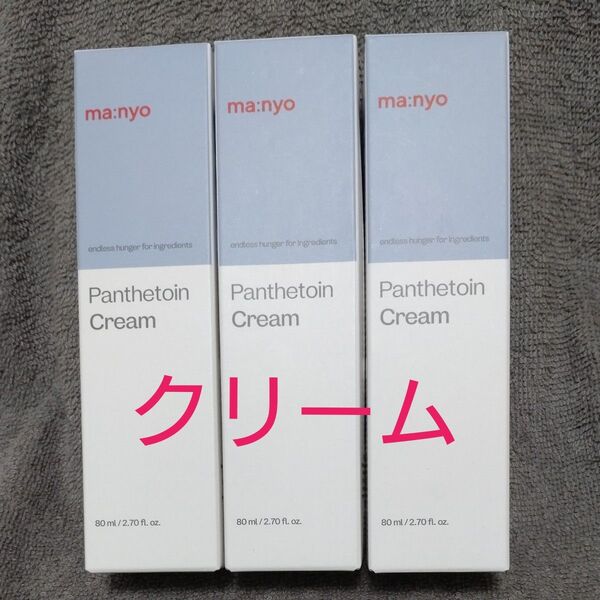 ma:nyo
endless hunger for ingredients
Panthetoin
Cream
80 ml / 2.70 fl. oz.
ma:nyo
endless hunger for ingredients
Panthetoin
Cream
80 ml / 2.70 fl. oz.
ma:nyo
endless hunger for ingredients
Panthetoin
Cream
80 ml / 2.70 fl. oz.
クリーム